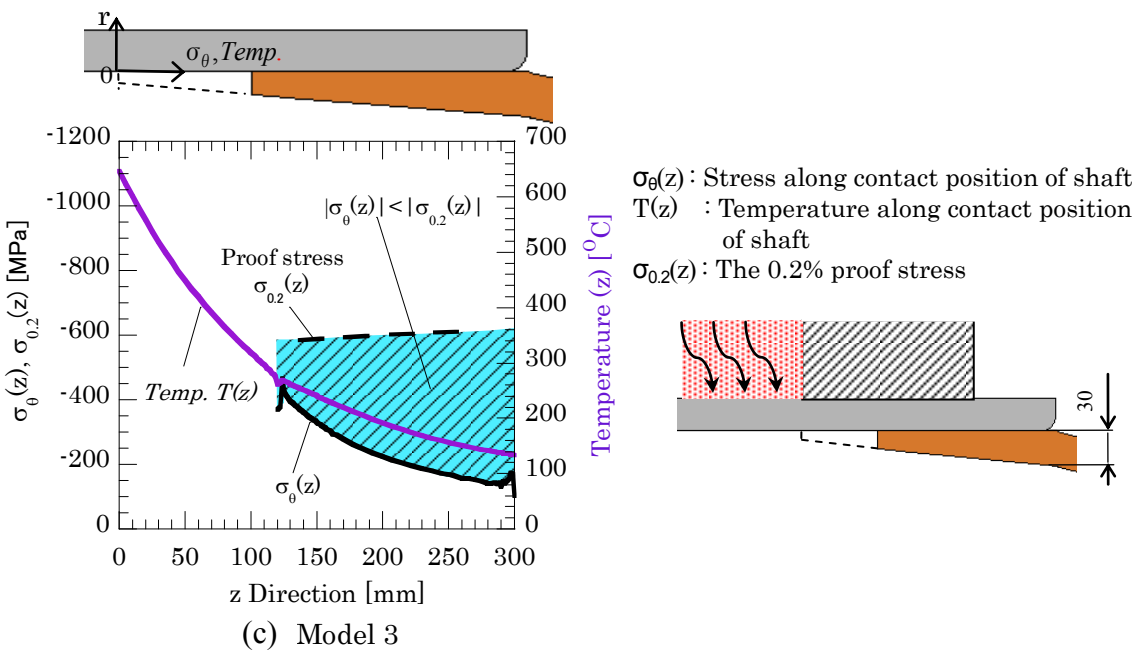 r
σθ, Temp.
0
-1200
-1000
-800
-600
-400
-200
0
σθ(z), σ0.2(z) [MPa]
700
600
500
400
300
200
100
0
Temperature (z) [OC]
|σθ(z)|<|σ0.2(z)|
Proof stress
σ0.2(z)
Temp. T(z)
σθ(z)
0 50 100 150 200 250 300
z Direction [mm]
(c) Model 3
σθ(z) : Stress along contact position of shaft
T(z) : Temperature along contact position
of shaft
σ0.2(z) : The 0.2% proof stress
30